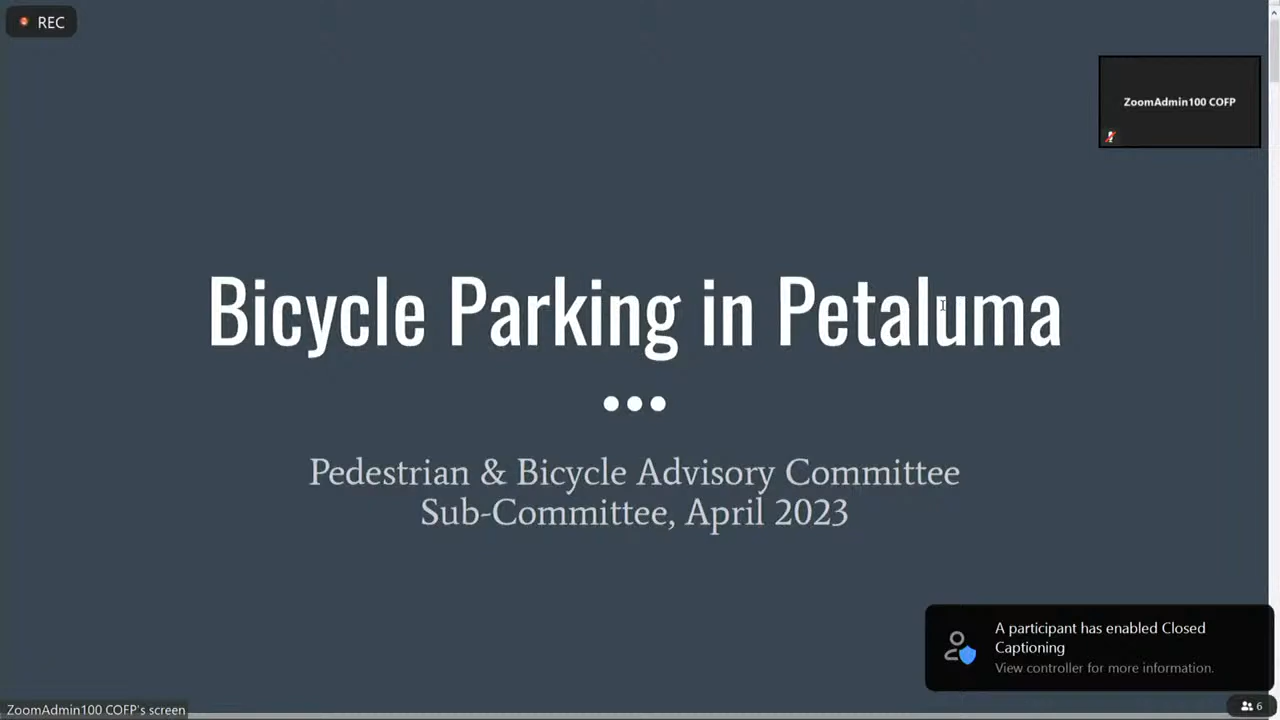 REC
ZoomAdmin100 COFP
Bicycle Parking in Petaluma
Pedestrian & Bicycle Advisory Committee
Sub-Committee, April 2023
A participant has enabled Closed
Captioning
View controller for more information.
ZoomAdmin100 COFP's screen
6